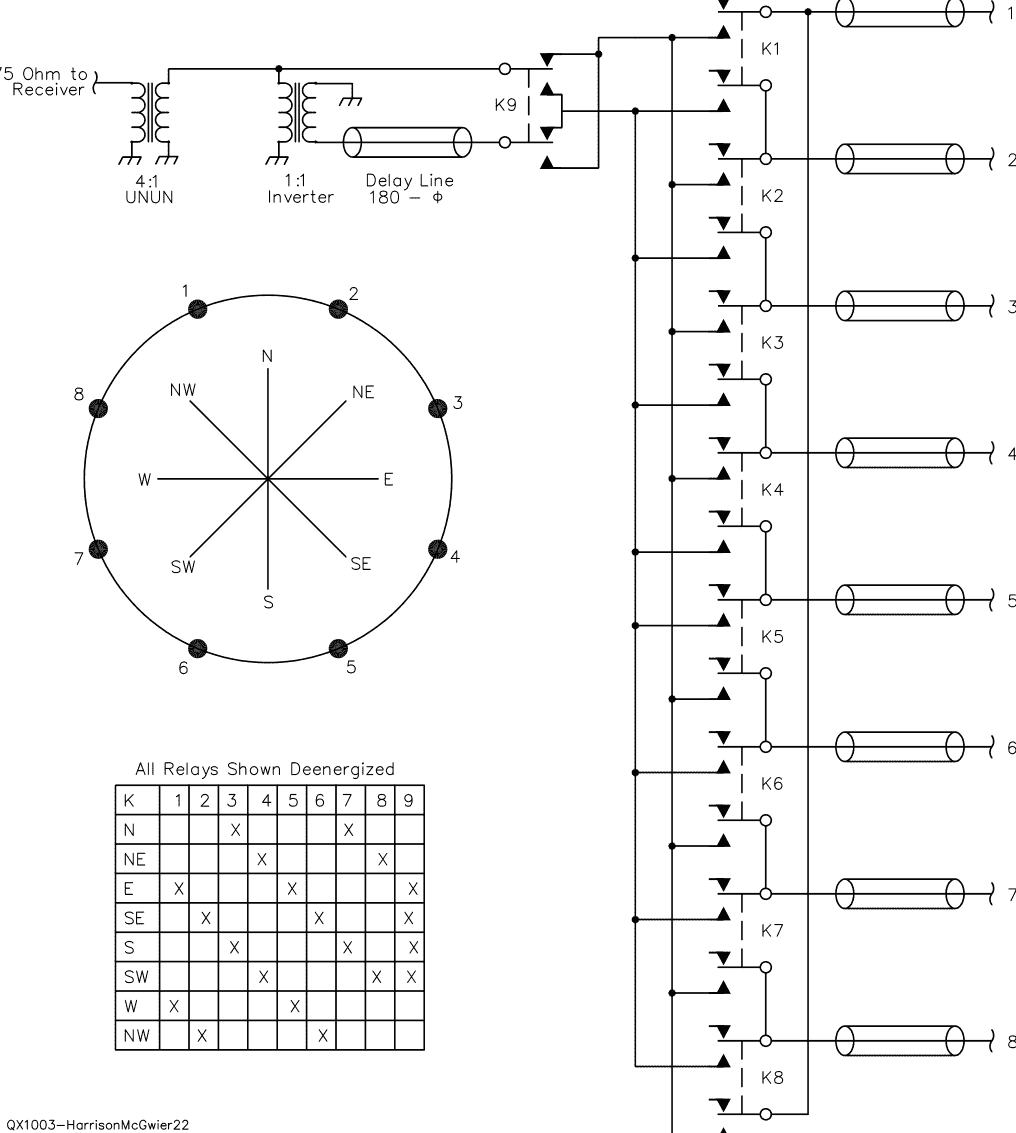 75 Ohm to
Receiver
4:1
UNUN
1:1
Inverter
Delay Line
180 – Φ
K9
K1
K2
K3
K4
K5
K6
K7
K8
1
2
3
4
5
6
7
8
1
2
8
3
7
4
6
5
N
NW
NE
W
E
SW
SE
S
All Relays Shown Deenergized
K 1 2 3 4 5 6 7 8 9
N X X
NE X X
E X X X
SE X X X
S X X X
SW X X X
W X X
NW X X
QX1003–HarrisonMcGwier22